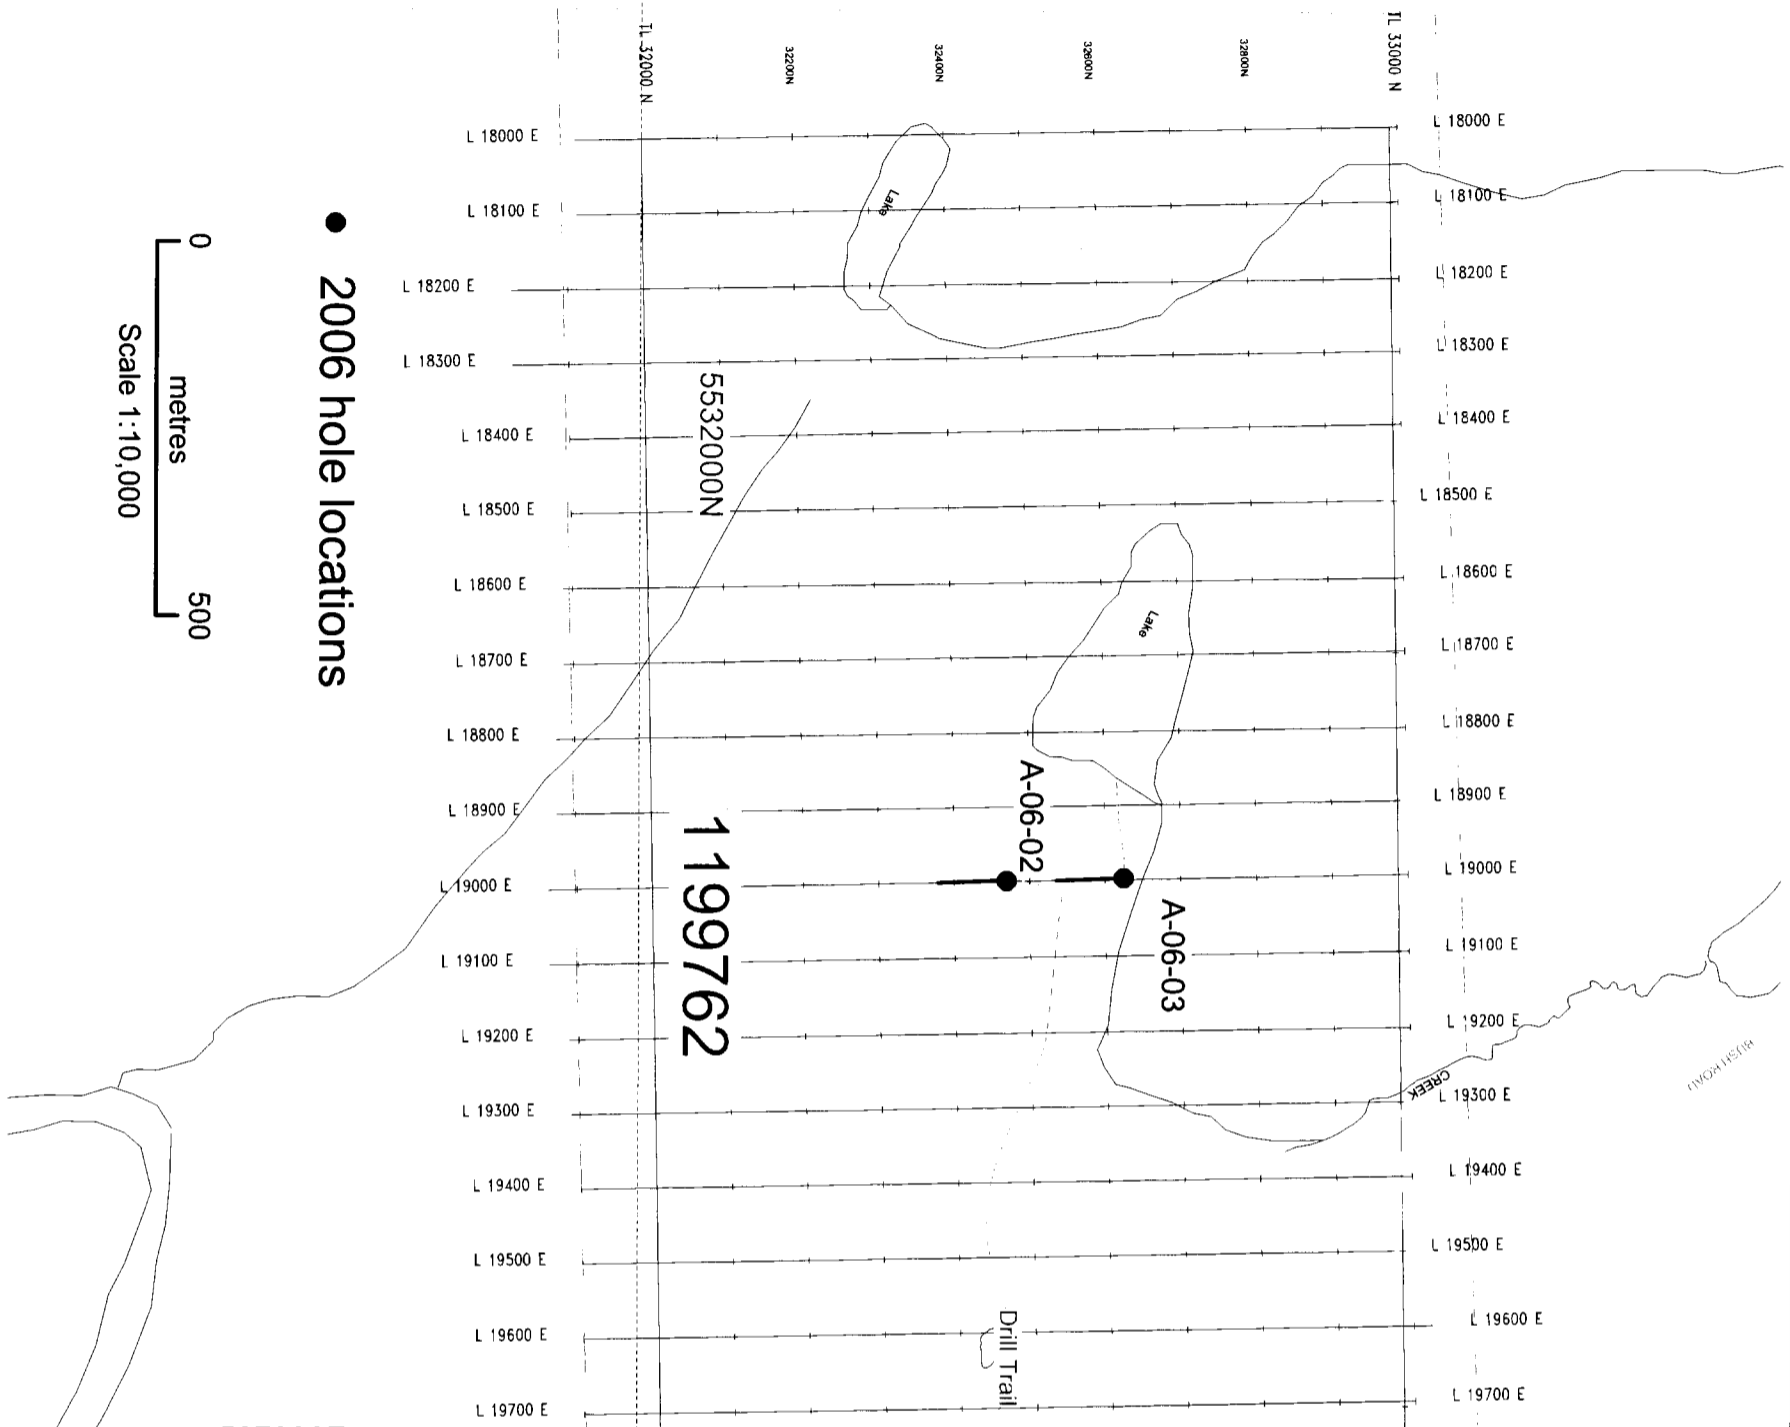 TL 32000 N
32200N
32400N
32600N
32800N
TL 33000 N
L 18000 E
L 18000 E
L 18100 E
L 18100 E
L 18200 E
L 18200 E
L 18300 E
L 18300 E
L 18400 E
L 18400 E
L 18500 E
L 18500 E
L 18600 E
L 18600 E
L 18700 E
L 18700 E
L 18800 E
L 18800 E
L 18900 E
L 18900 E
L 19000 E
L 19000 E
L 19100 E
L 19100 E
L 19200 E
L 19200 E
L 19300 E
L 19300 E
L 19400 E
L 19400 E
L 19500 E
L 19500 E
L 19600 E
L 19600 E
L 19700 E
L 19700 E
Lake
Lake
5532000N
1199762
A-06-02
A-06-03
CREEK
BUSH ROAD
Drill Trail
2006 hole locations
0
500
metres
Scale 1:10,000